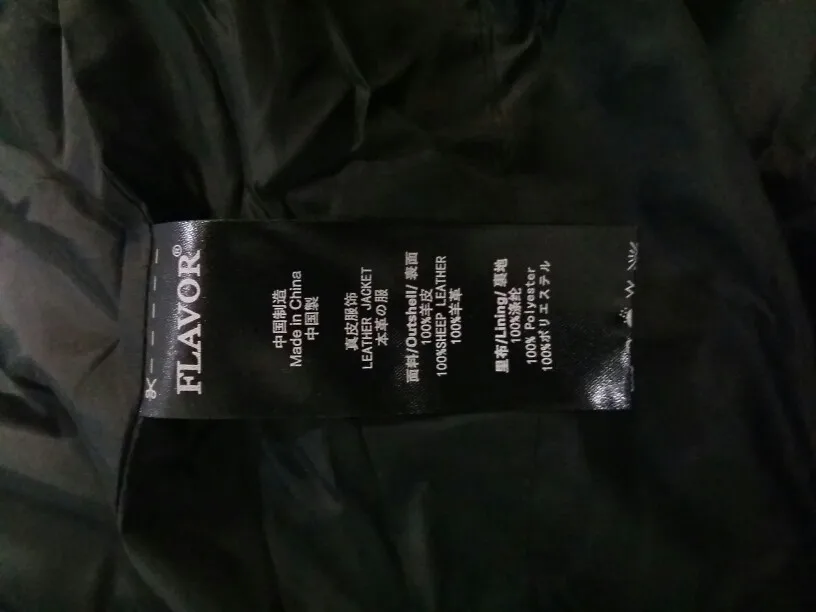 FLAVOR®
中国制造
Made in China
中国製
真皮服饰
LEATHER JACKET
本革の服
面料/Outshell/表面
100%羊皮
100%SHEEP LEATHER
100%羊革
里布/Lining/裏地
100%涤纶
100% Polyester
100%ポリエステル